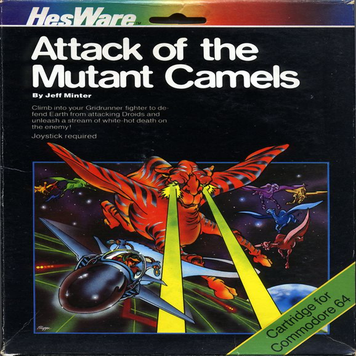 HesWare
Attack of the
Mutant Camels
By Jeff Minter
Climb into your Gridrunner fighter to de-
fend Earth from attacking Droids and
unleash a stream of white-hot death on
the enemy!
Joystick required
Cartridge for
Commodore 64